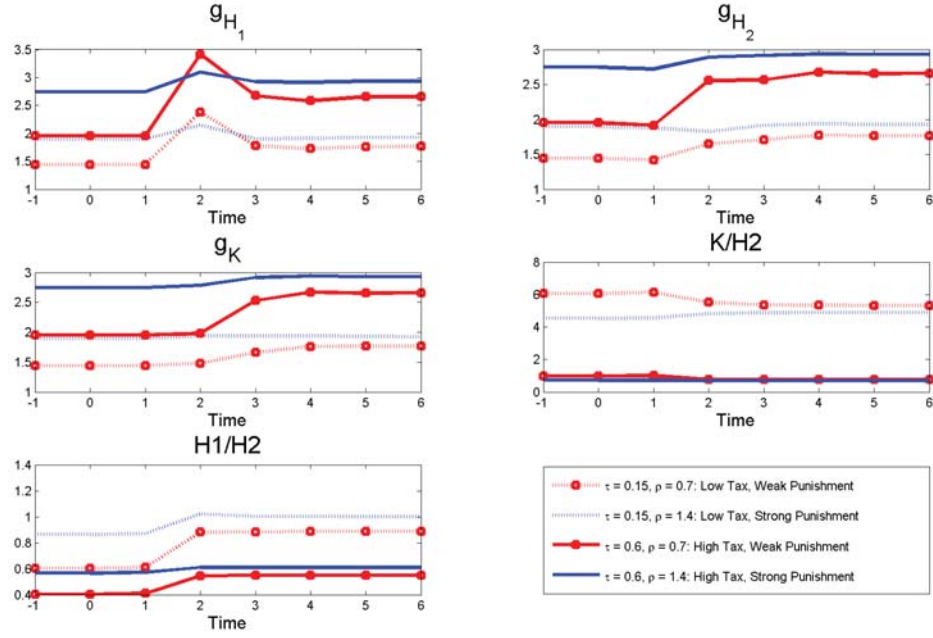 g_{H_1}
3.5
3
2.5
2
1.5
1
-1 0 1 2 3 4 5 6
Time
g_{H_2}
3
2.5
2
1.5
1
-1 0 1 2 3 4 5 6
Time
g_K
3
2.5
2
1.5
1
-1 0 1 2 3 4 5 6
Time
K/H2
8
6
4
2
0
-1 0 1 2 3 4 5 6
Time
H1/H2
1.4
1.2
1
0.8
0.6
0.4
-1 0 1 2 3 4 5 6
Time
τ = 0.15, ρ = 0.7: Low Tax, Weak Punishment
τ = 0.15, ρ = 1.4: Low Tax, Strong Punishment
τ = 0.6, ρ = 0.7: High Tax, Weak Punishment
τ = 0.6, ρ = 1.4: High Tax, Strong Punishment